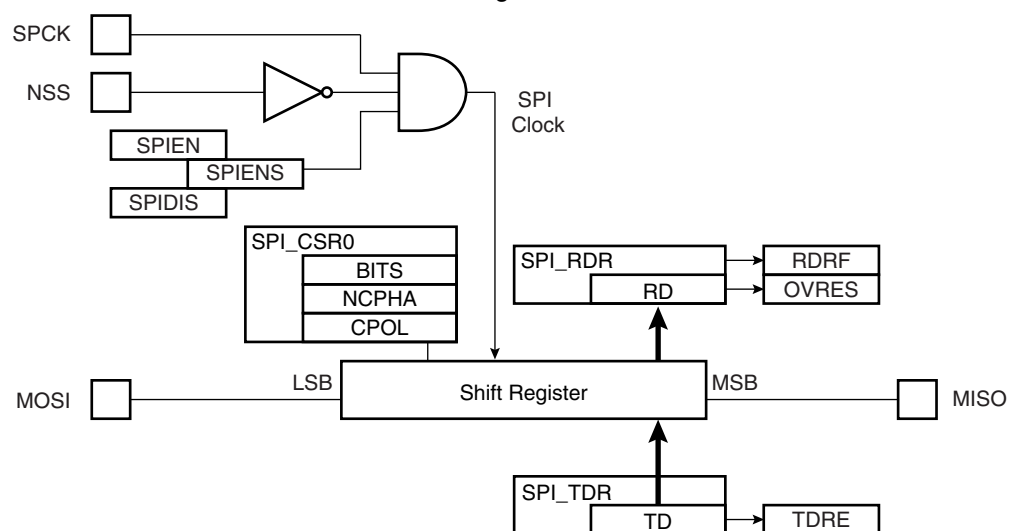 SPCK
NSS
SPI
Clock
SPIEN
SPIENS
SPIDIS
SPI_CSR0
BITS
NCPHA
CPOL
SPI_RDR
RD
RDRF
OVRES
MOSI
LSB
Shift Register
MSB
MISO
SPI_TDR
TD
TDRE